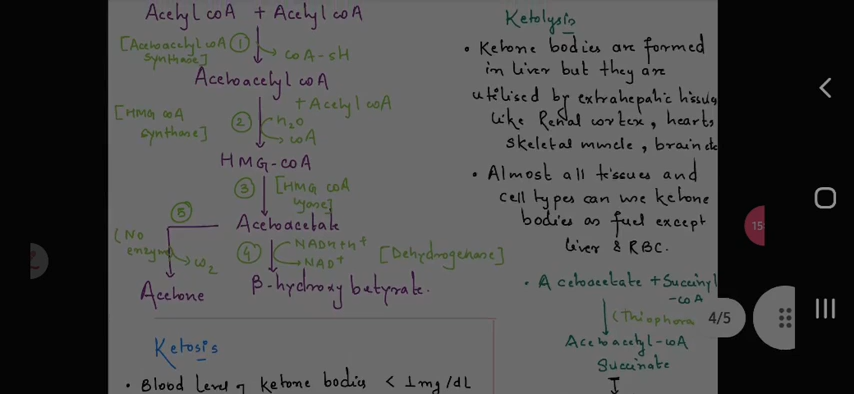 Acetyl coA + Acetyl coA
[Acetoacetyl coA synthase]
①
CoA-SH
Acetoacetyl CoA
+ Acetyl coA
[HMG coA synthase]
②
H2O
coA
HMG-coA
③
[HMG coA lyase]
Acetoacetate
⑤
(No enzyme)
CO2
④
NADH+H+
NAD+
[Dehydrogenase]
Acetone
β-hydroxy butyrate.
Ketosis
• Blood level of ketone bodies < 1mg/dL
Ketolysis
• Ketone bodies are formed
in liver but they are
utilised by extrahepatic tissues
like Renal cortex, heart,
skeletal muscle, brain
• Almost all tissues and
cell types can use ketone
bodies as fuel except
liver & RBC.
• Acetoacetate + Succinyl
-coA
(Thiophora
Acetoacetyl-coA
Succinate
15
4/5